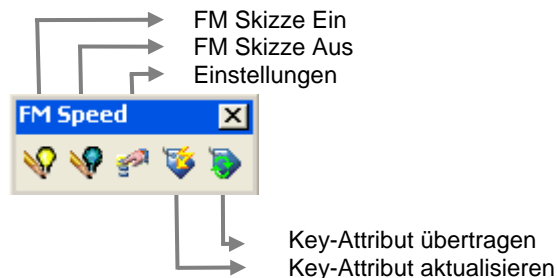 FM Skizze Ein
FM Skizze Aus
Einstellungen
FM Speed
Key-Attribut übertragen
Key-Attribut aktualisieren